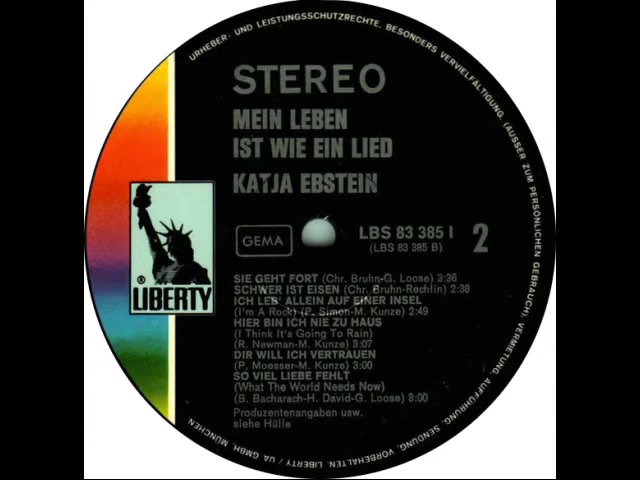 URHEBER- UND LEISTUNGSSCHUTZRECHTE, BESONDERS VERVIELFÄLTIGUNG, (AUSSER ZUM PERSÖNLICHEN GEBRAUCH), VERMIETUNG, AUFFÜHRUNG, SENDUNG, VORBEHALTEN. LIBERTY / UA GMBH, MÜNCHEN.
STEREO
MEIN LEBEN
IST WIE EIN LIED
KATJA EBSTEIN
GEMA
LBS 83 385 I
(LBS 83 385 B)
2
®
LIBERTY
SIE GEHT FORT (Chr. Bruhn-G. Loose) 3:36
SCHWER IST EISEN (Chr. Bruhn-Rechlin) 2:38
ICH LEB' ALLEIN AUF EINER INSEL
(I'm A Rock) (P. Simon-M. Kunze) 2:49
HIER BIN ICH NIE ZU HAUS
(I Think It's Going To Rain)
(R. Newman-M. Kunze) 3:07
DIR WILL ICH VERTRAUEN
(P. Moesser-M. Kunze) 3:00
SO VIEL LIEBE FEHLT
(What The World Needs Now)
(B. Bacharach-H. David-G. Loose) 3:00
Produzentenangaben usw.
siehe Hülle